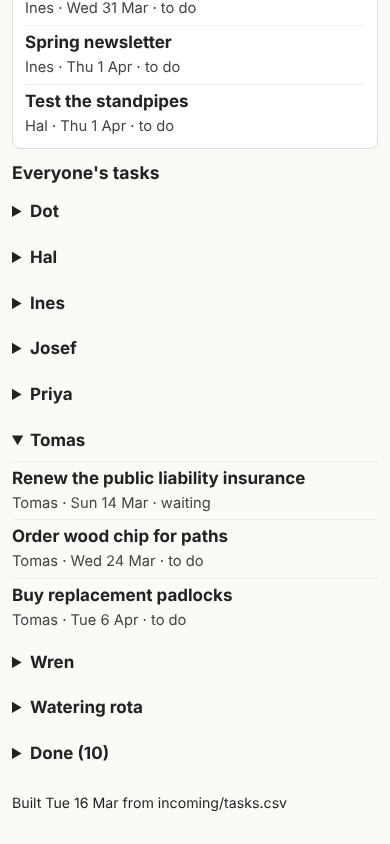 Ines · Wed 31 Mar · to do
Spring newsletter
Ines · Thu 1 Apr · to do
Test the standpipes
Hal · Thu 1 Apr · to do
Everyone's tasks
Dot
Hal
Ines
Josef
Priya
Tomas
Renew the public liability insurance
Tomas · Sun 14 Mar · waiting
Order wood chip for paths
Tomas · Wed 24 Mar · to do
Buy replacement padlocks
Tomas · Tue 6 Apr · to do
Wren
Watering rota
Done (10)
Built Tue 16 Mar from incoming/tasks.csv